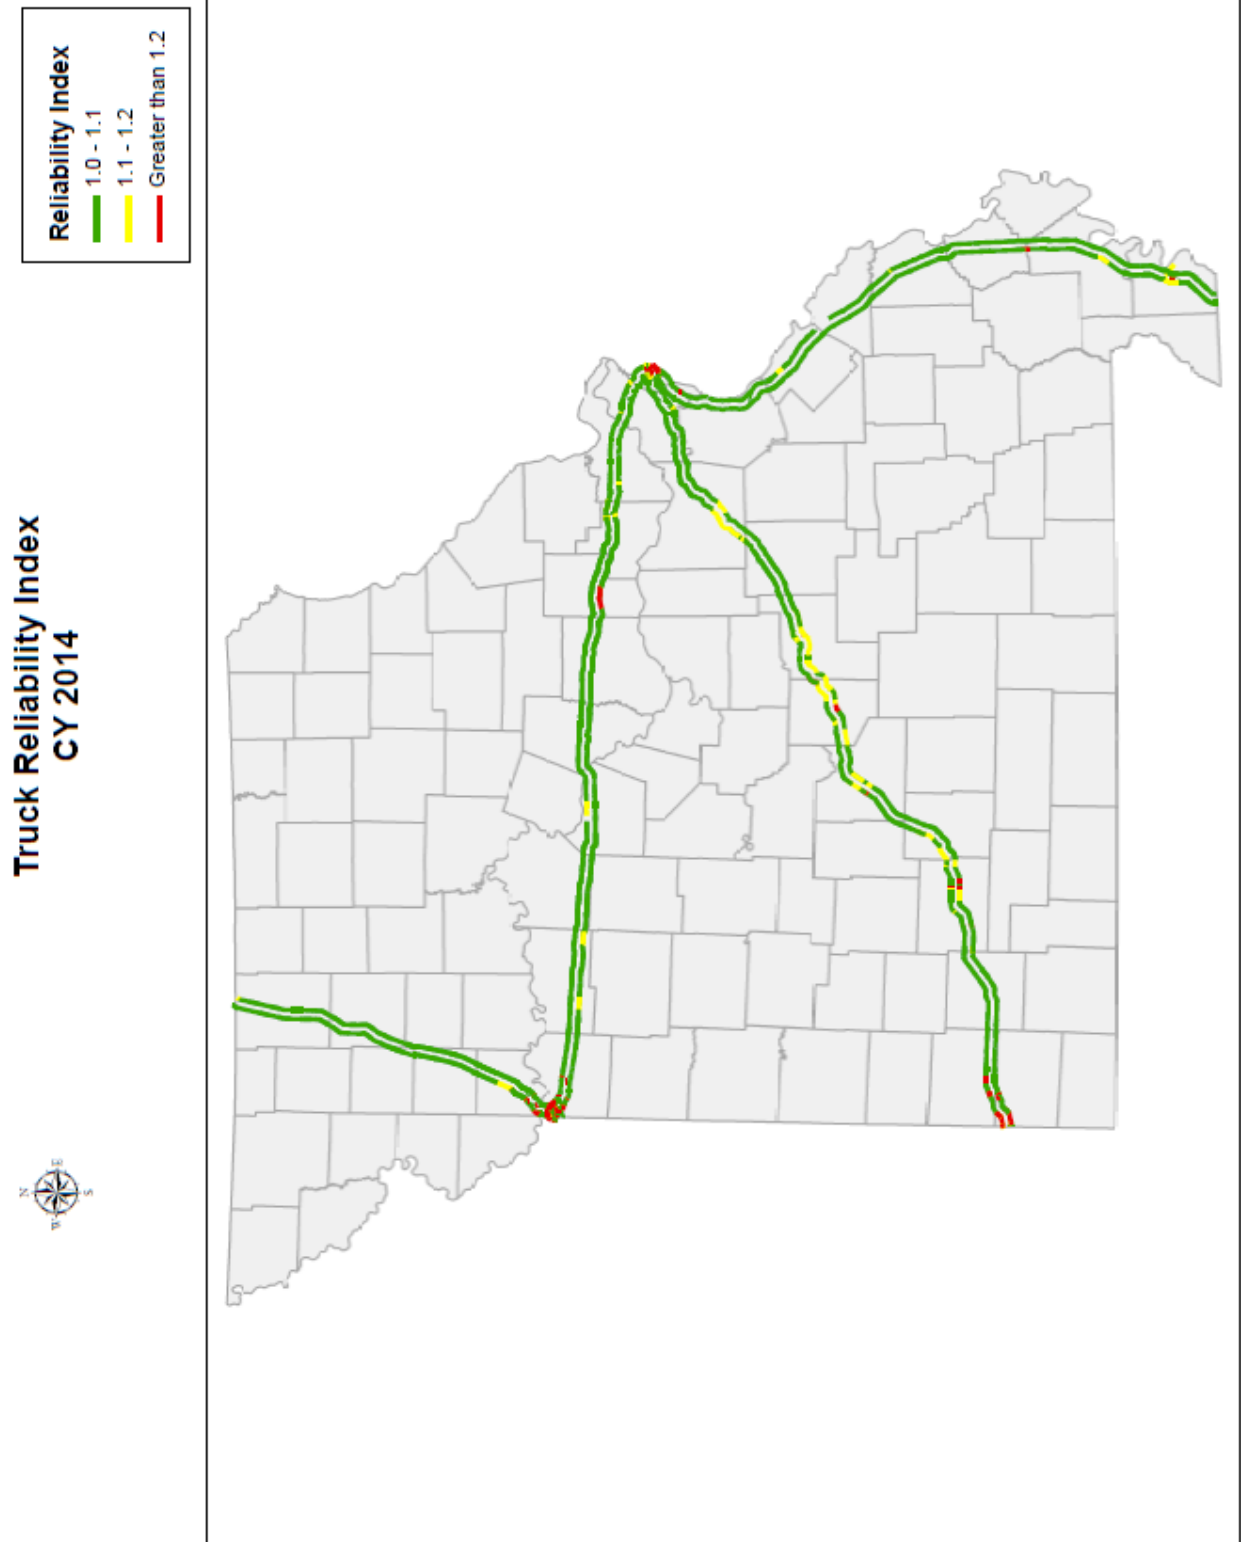 Truck Reliability Index
CY 2014
Reliability Index
1.0 - 1.1
1.1 - 1.2
Greater than 1.2
N
W
E
S